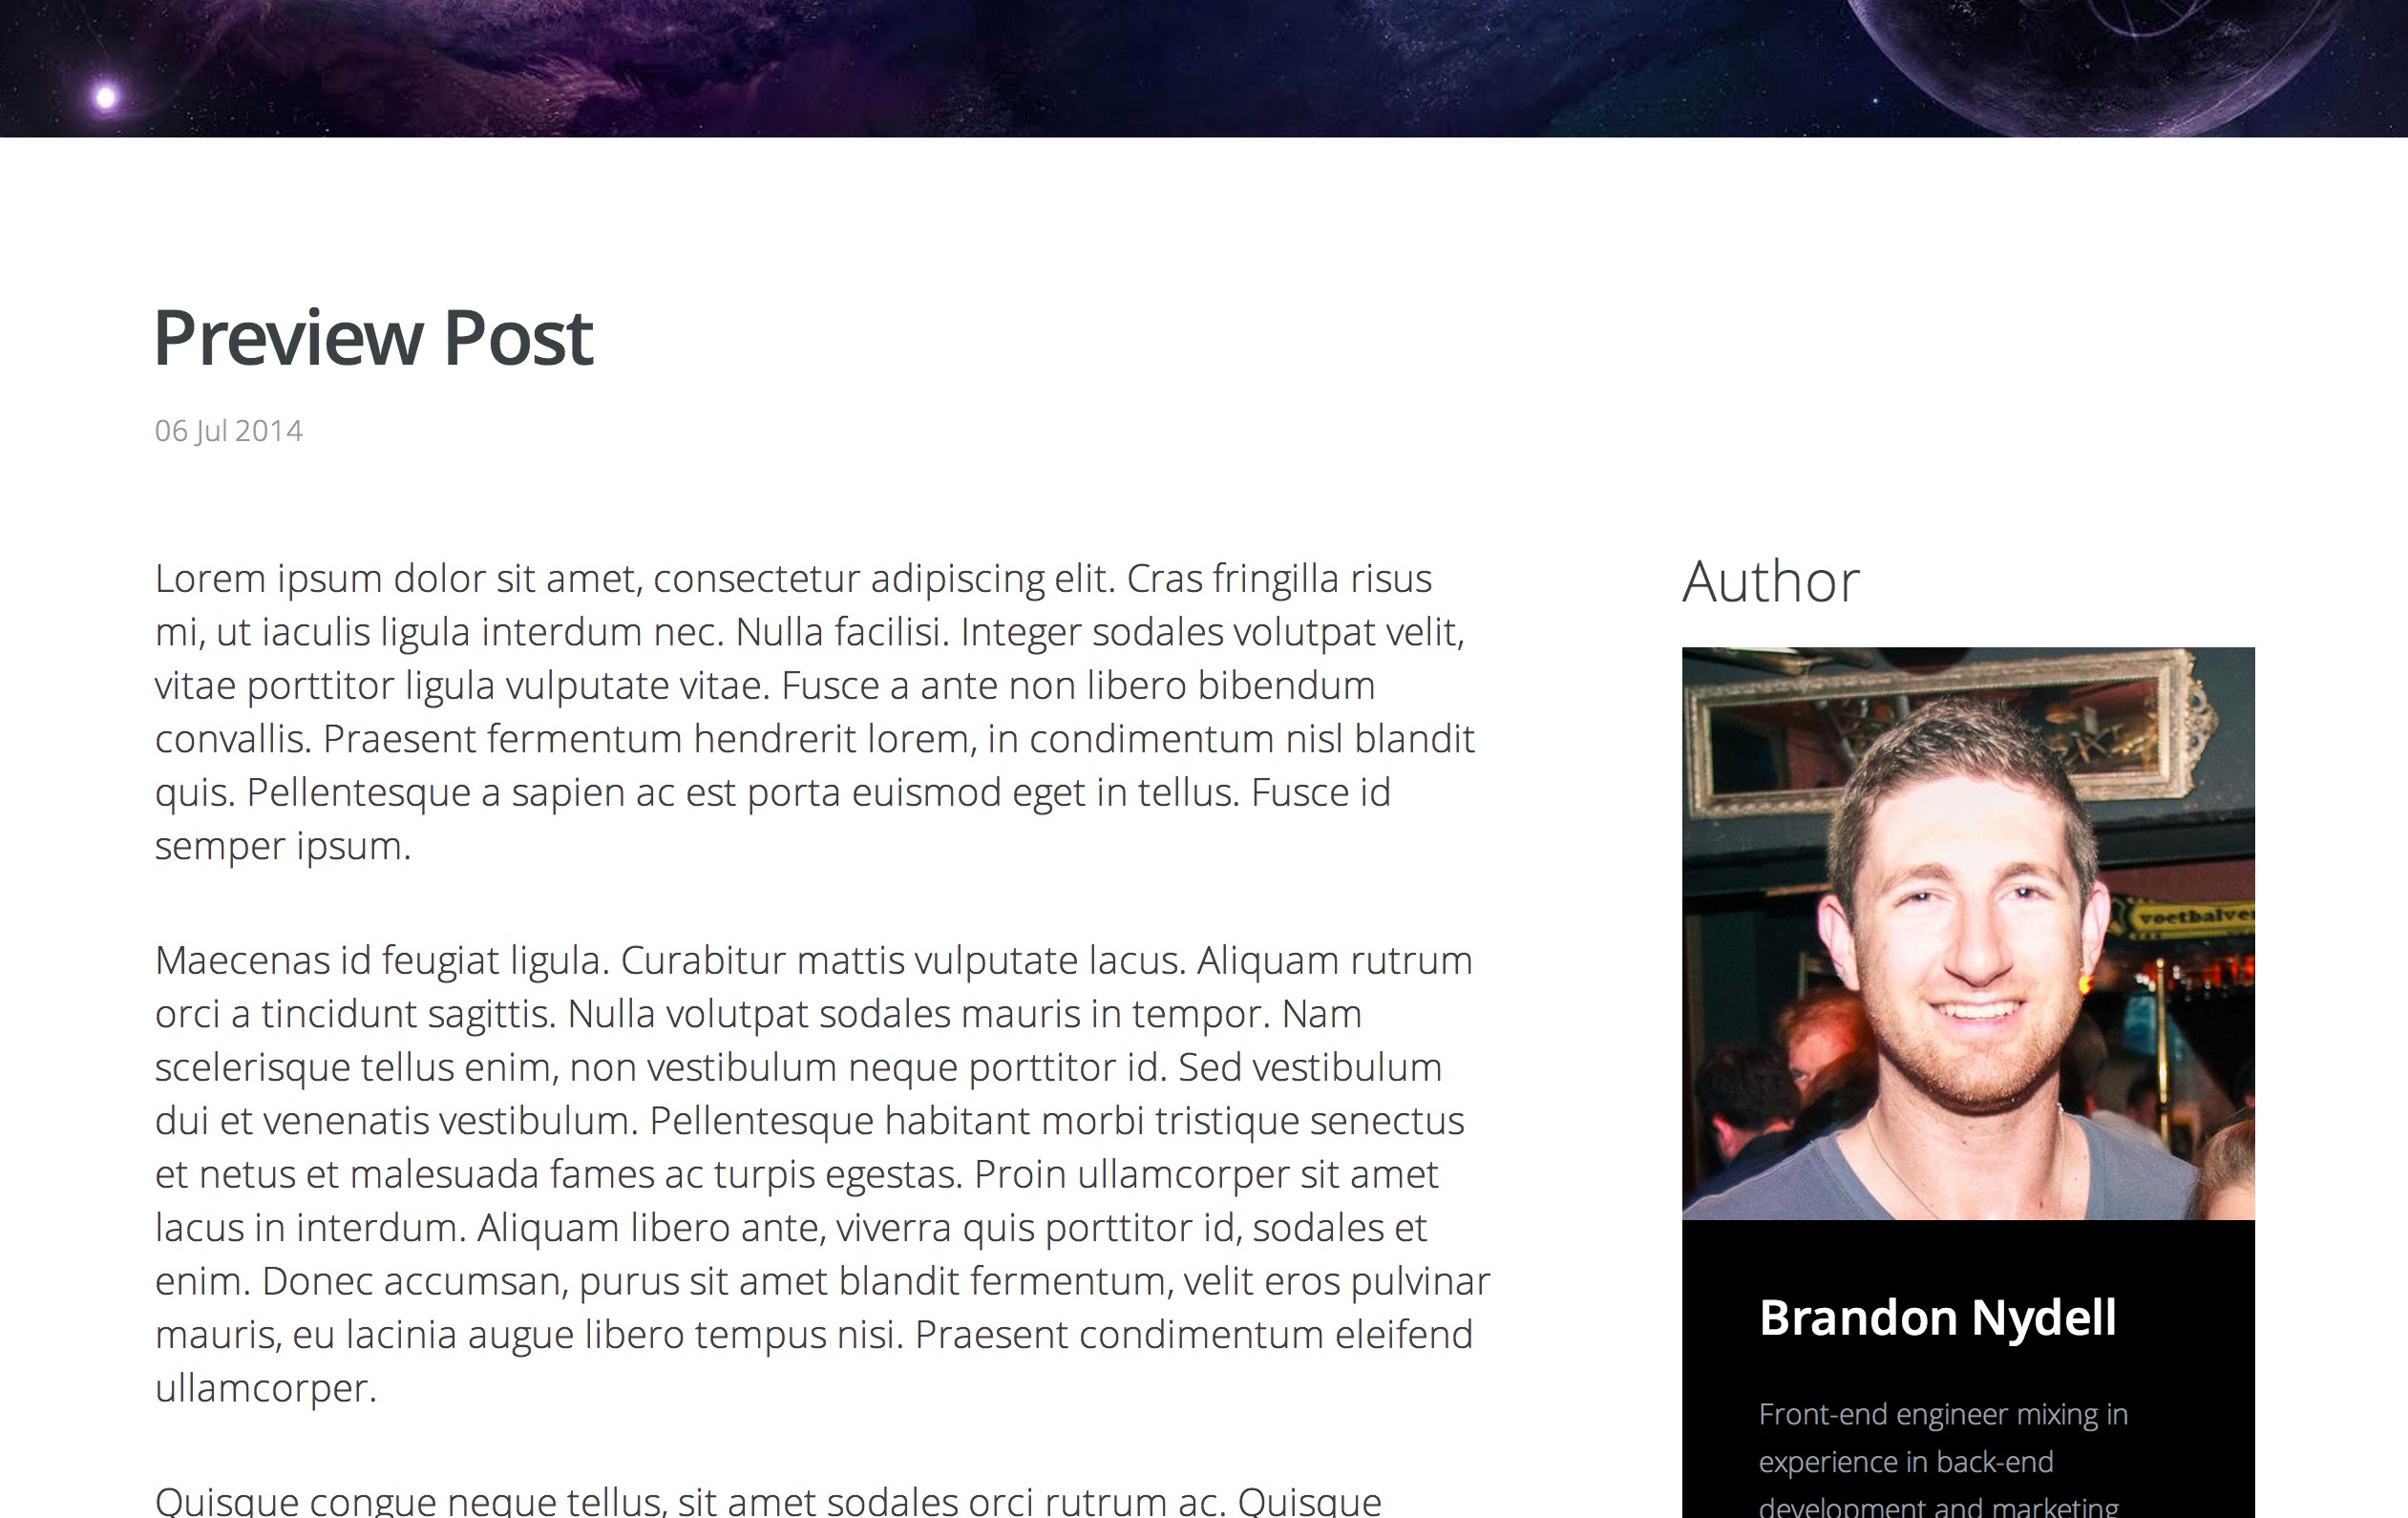 Preview Post
06 Jul 2014
Lorem ipsum dolor sit amet, consectetur adipiscing elit. Cras fringilla risus
mi, ut iaculis ligula interdum nec. Nulla facilisi. Integer sodales volutpat velit,
vitae porttitor ligula vulputate vitae. Fusce a ante non libero bibendum
convallis. Praesent fermentum hendrerit lorem, in condimentum nisl blandit
quis. Pellentesque a sapien ac est porta euismod eget in tellus. Fusce id
semper ipsum.
Maecenas id feugiat ligula. Curabitur mattis vulputate lacus. Aliquam rutrum
orci a tincidunt sagittis. Nulla volutpat sodales mauris in tempor. Nam
scelerisque tellus enim, non vestibulum neque porttitor id. Sed vestibulum
dui et venenatis vestibulum. Pellentesque habitant morbi tristique senectus
et netus et malesuada fames ac turpis egestas. Proin ullamcorper sit amet
lacus in interdum. Aliquam libero ante, viverra quis porttitor id, sodales et
enim. Donec accumsan, purus sit amet blandit fermentum, velit eros pulvinar
mauris, eu lacinia augue libero tempus nisi. Praesent condimentum eleifend
ullamcorper.
Quisque congue neque tellus, sit amet sodales orci rutrum ac. Quisque
Author
voetbalver
Brandon Nydell
Front-end engineer mixing in
experience in back-end
development and marketing